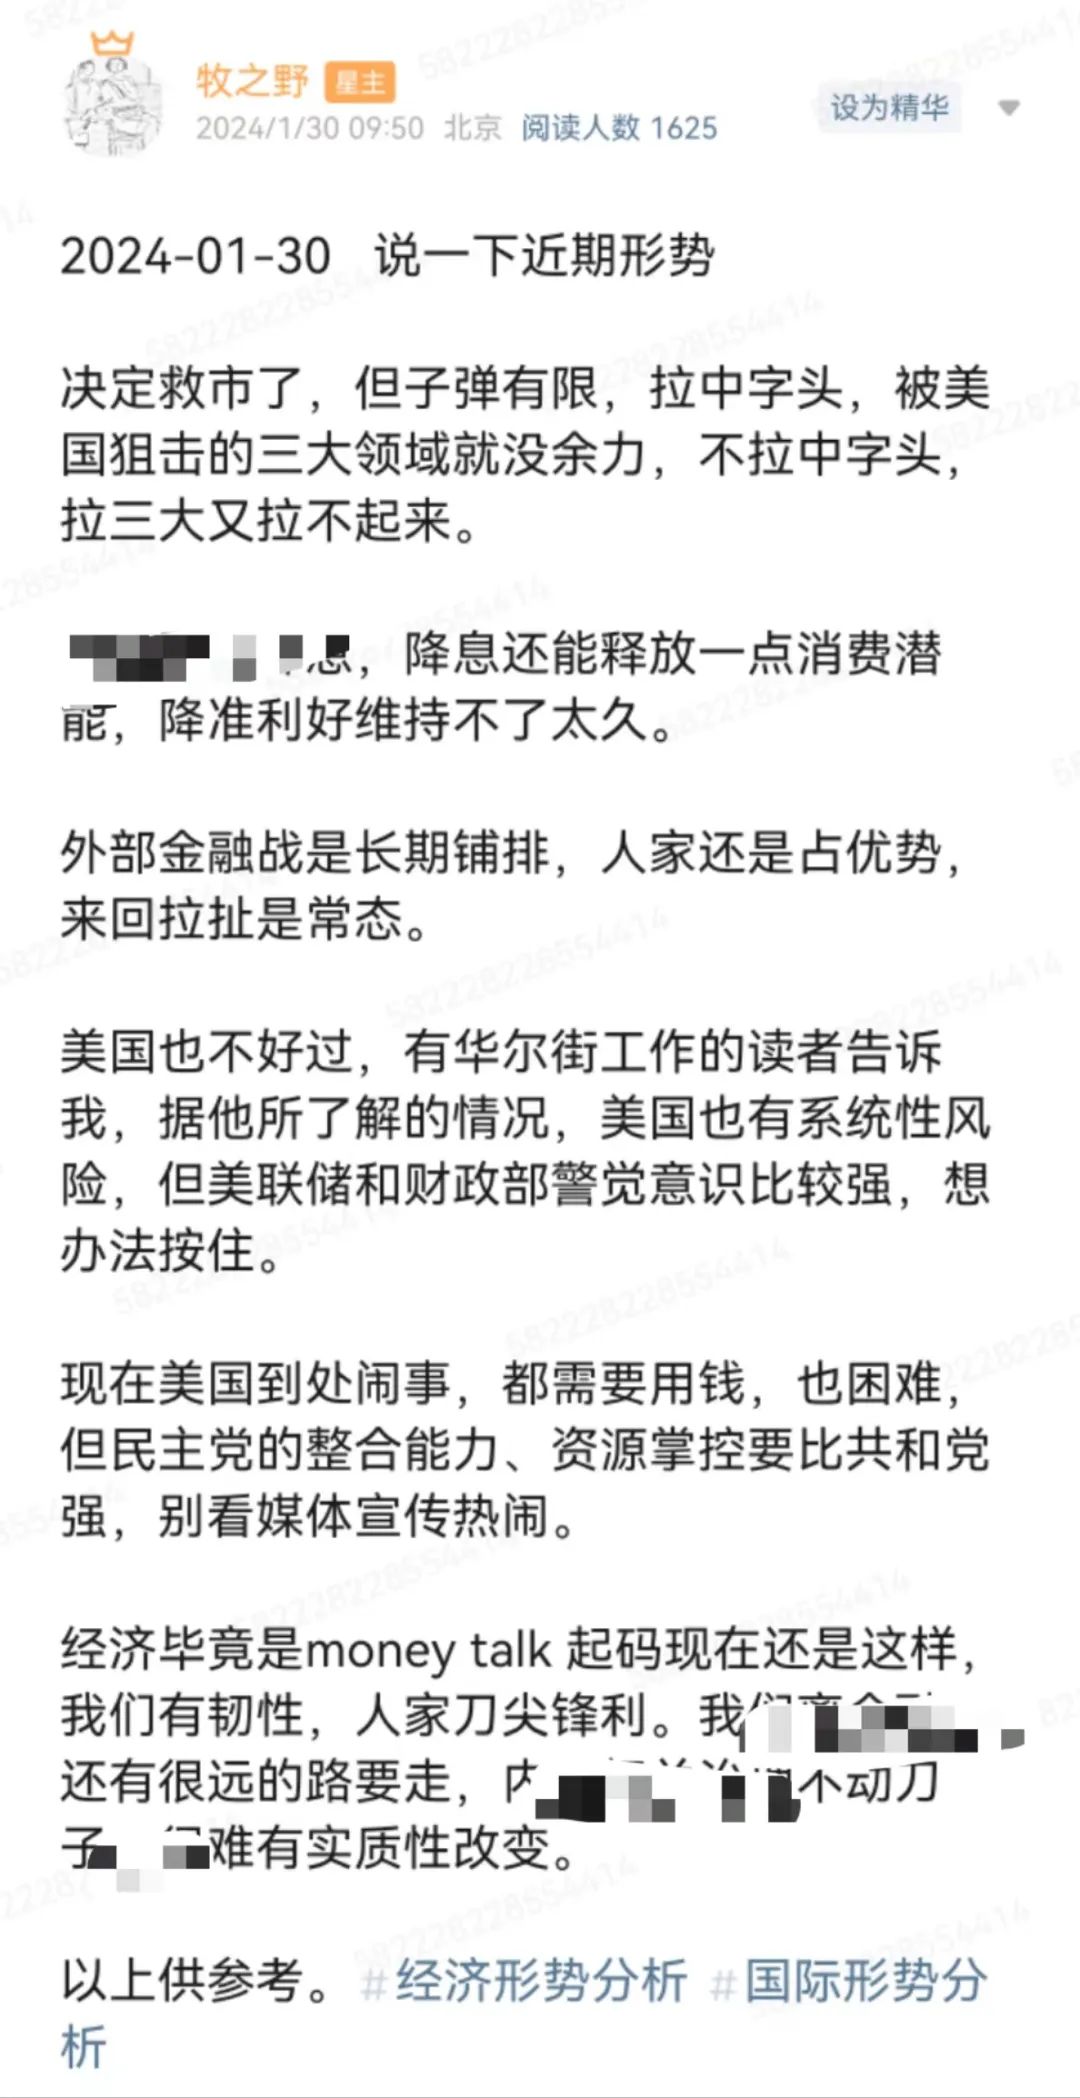 牧之野 星主
2024/1/30 09:50 北京 阅读人数 1625
设为精华
2024-01-30 说一下近期形势
决定救市了，但子弹有限，拉中字头，被美
国狙击的三大领域就没余力，不拉中字头，
拉三大又拉不起来。
，降息还能释放一点消费潜
能，降准利好维持不了太久。
外部金融战是长期铺排，人家还是占优势，
来回拉扯是常态。
美国也不好过，有华尔街工作的读者告诉
我，据他所了解的情况，美国也有系统性风
险，但美联储和财政部警觉意识比较强，想
办法按住。
现在美国到处闹事，都需要用钱，也困难，
但民主党的整合能力、资源掌控要比共和党
强，别看媒体宣传热闹。
经济毕竟是money talk 起码现在还是这样，
我们有韧性，人家刀尖锋利。我
还有很远的路要走，不动刀
子难有实质性改变。
以上供参考。#经济形势分析 #国际形势分
析
58222822855​4414